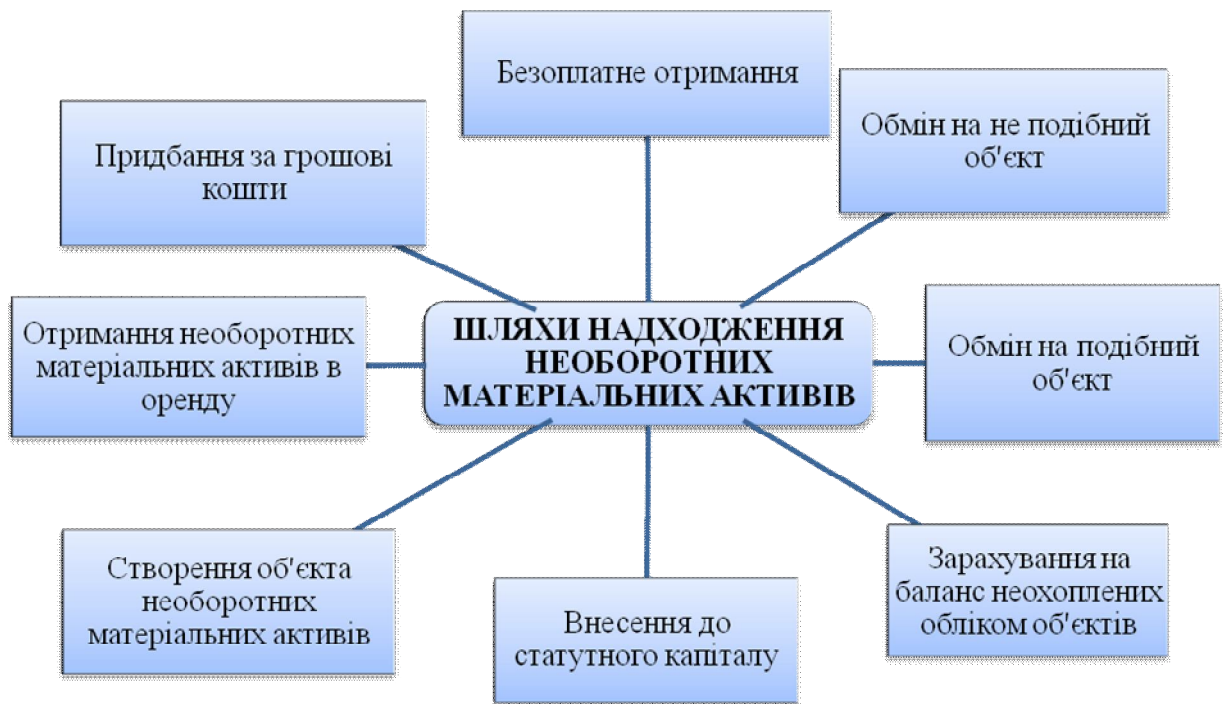 Безоплатне отримання
Обмін на не подібний
об'єкт
Придбання за грошові
кошти
Отримання необоротних
матеріальних активів в
оренду
ШЛЯХИ НАДХОДЖЕННЯ
НЕОБОРОТНИХ
МАТЕРІАЛЬНИХ АКТИВІВ
Обмін на подібний
об'єкт
Створення об'єкта
необоротних
матеріальних активів
Внесення до
статутного капіталу
Зарахування на
баланс неохоплених
обліком об'єктів